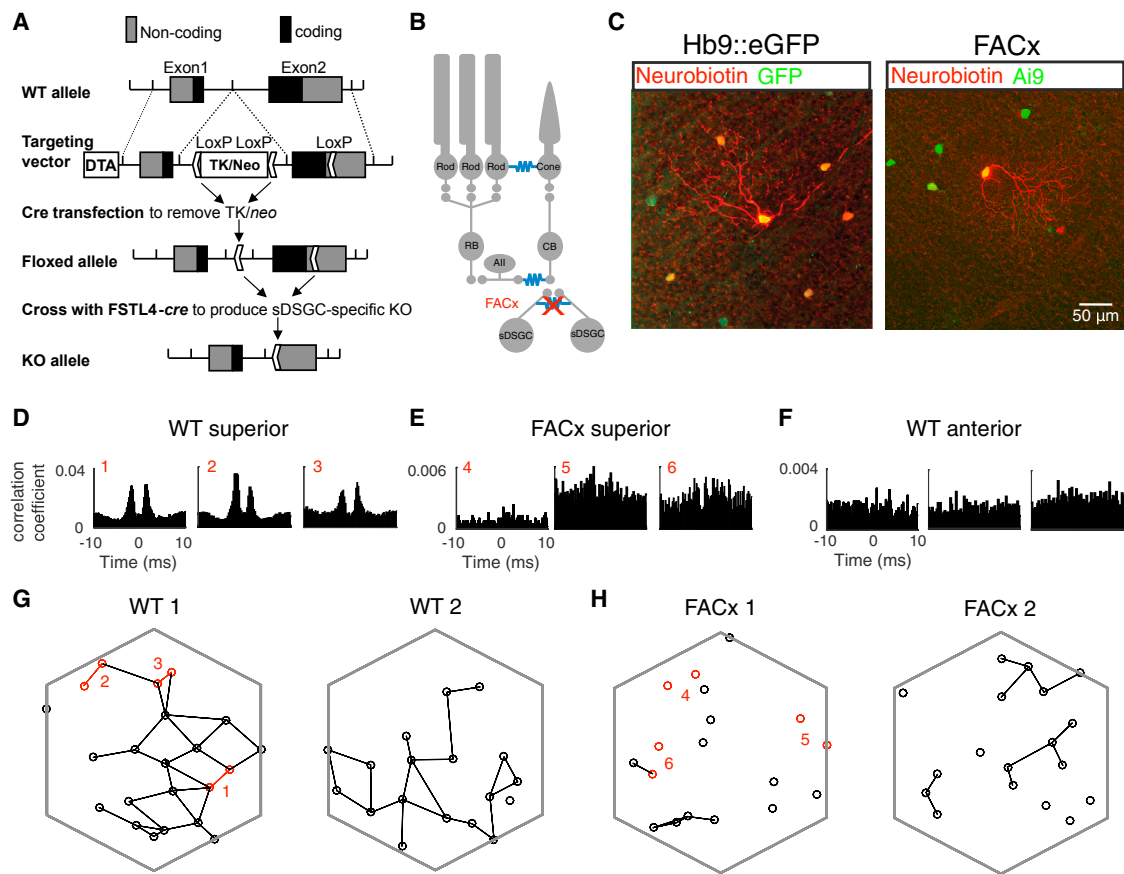 A
Non-coding
coding
Exon1
Exon2
WT allele
LoxP LoxP
LoxP
Targeting
vector
DTA
TK/Neo
Cre transfection to remove TK/neo
Floxed allele
Cross with FSTL4-cre to produce sDSGC-specific KO
KO allele
B
Rod
Rod
Rod
Cone
RB
CB
AII
FACx
sDSGC
sDSGC
C
Hb9::eGFP
FACx
Neurobiotin GFP
Neurobiotin Ai9
50 µm
D
WT superior
correlation
coefficient
0.04
0
1
2
3
-10
0
10
Time (ms)
E
FACx superior
0.006
0
4
5
6
-10
0
10
Time (ms)
F
WT anterior
0.004
0
-10
0
10
Time (ms)
G
WT 1
3
2
1
WT 2
H
FACx 1
4
5
6
FACx 2